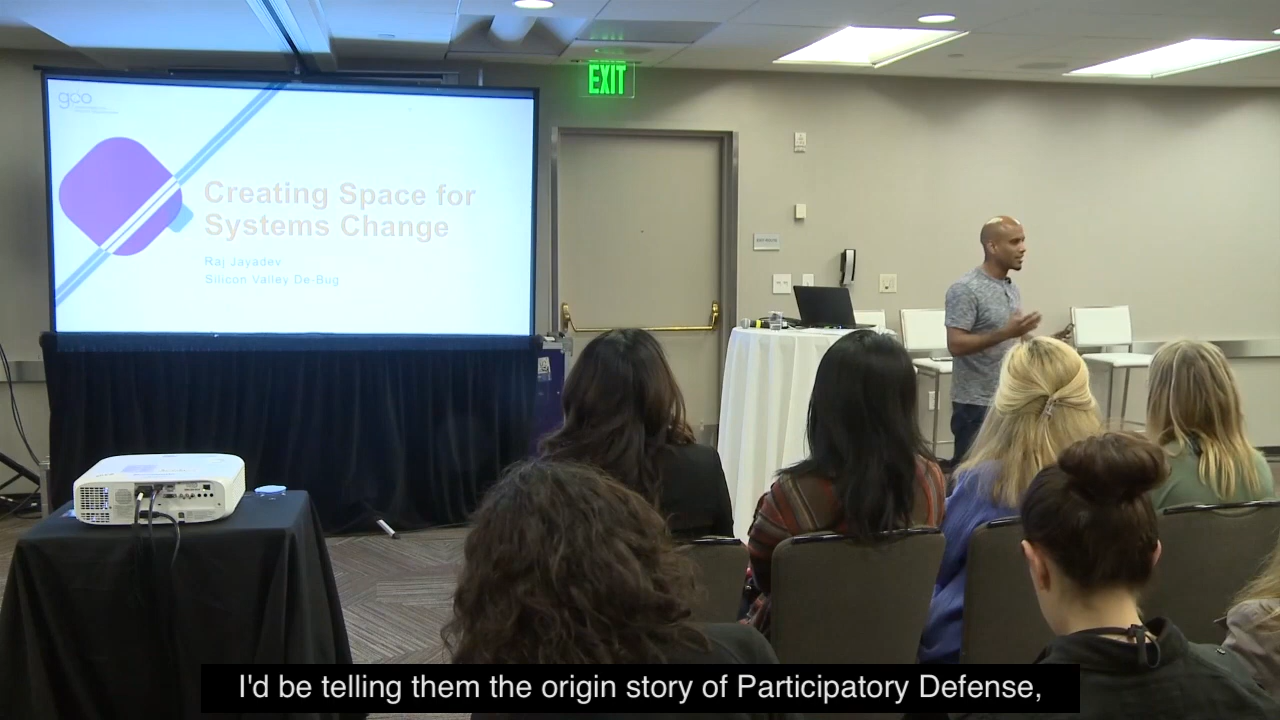 gco
EXIT
Creating Space for
Systems Change
Raj Jayadev
Silicon Valley De-Bug
I'd be telling them the origin story of Participatory Defense,